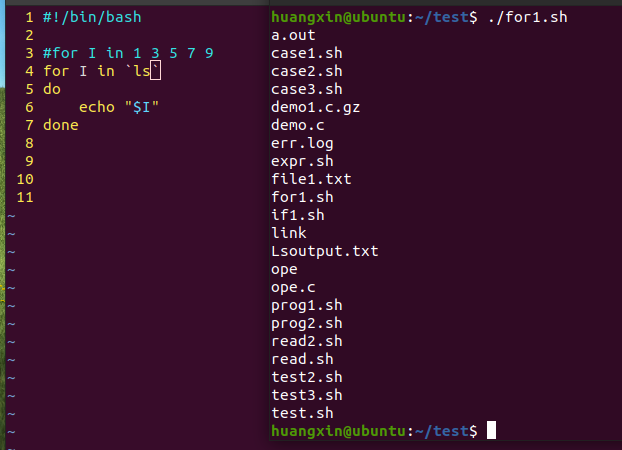 1 #!/bin/bash
2
3 #for I in 1 3 5 7 9
4 for I in `ls`
5 do
6     echo "$I"
7 done
8
9
10
11
~
~
~
~
~
~
~
~
~
~
~
~
~
~
huangxin@ubuntu:~/test$ ./for1.sh
a.out
case1.sh
case2.sh
case3.sh
demo1.c.gz
demo.c
err.log
expr.sh
file1.txt
for1.sh
if1.sh
link
Lsoutput.txt
ope
ope.c
prog1.sh
prog2.sh
read2.sh
read.sh
test2.sh
test3.sh
test.sh
huangxin@ubuntu:~/test$